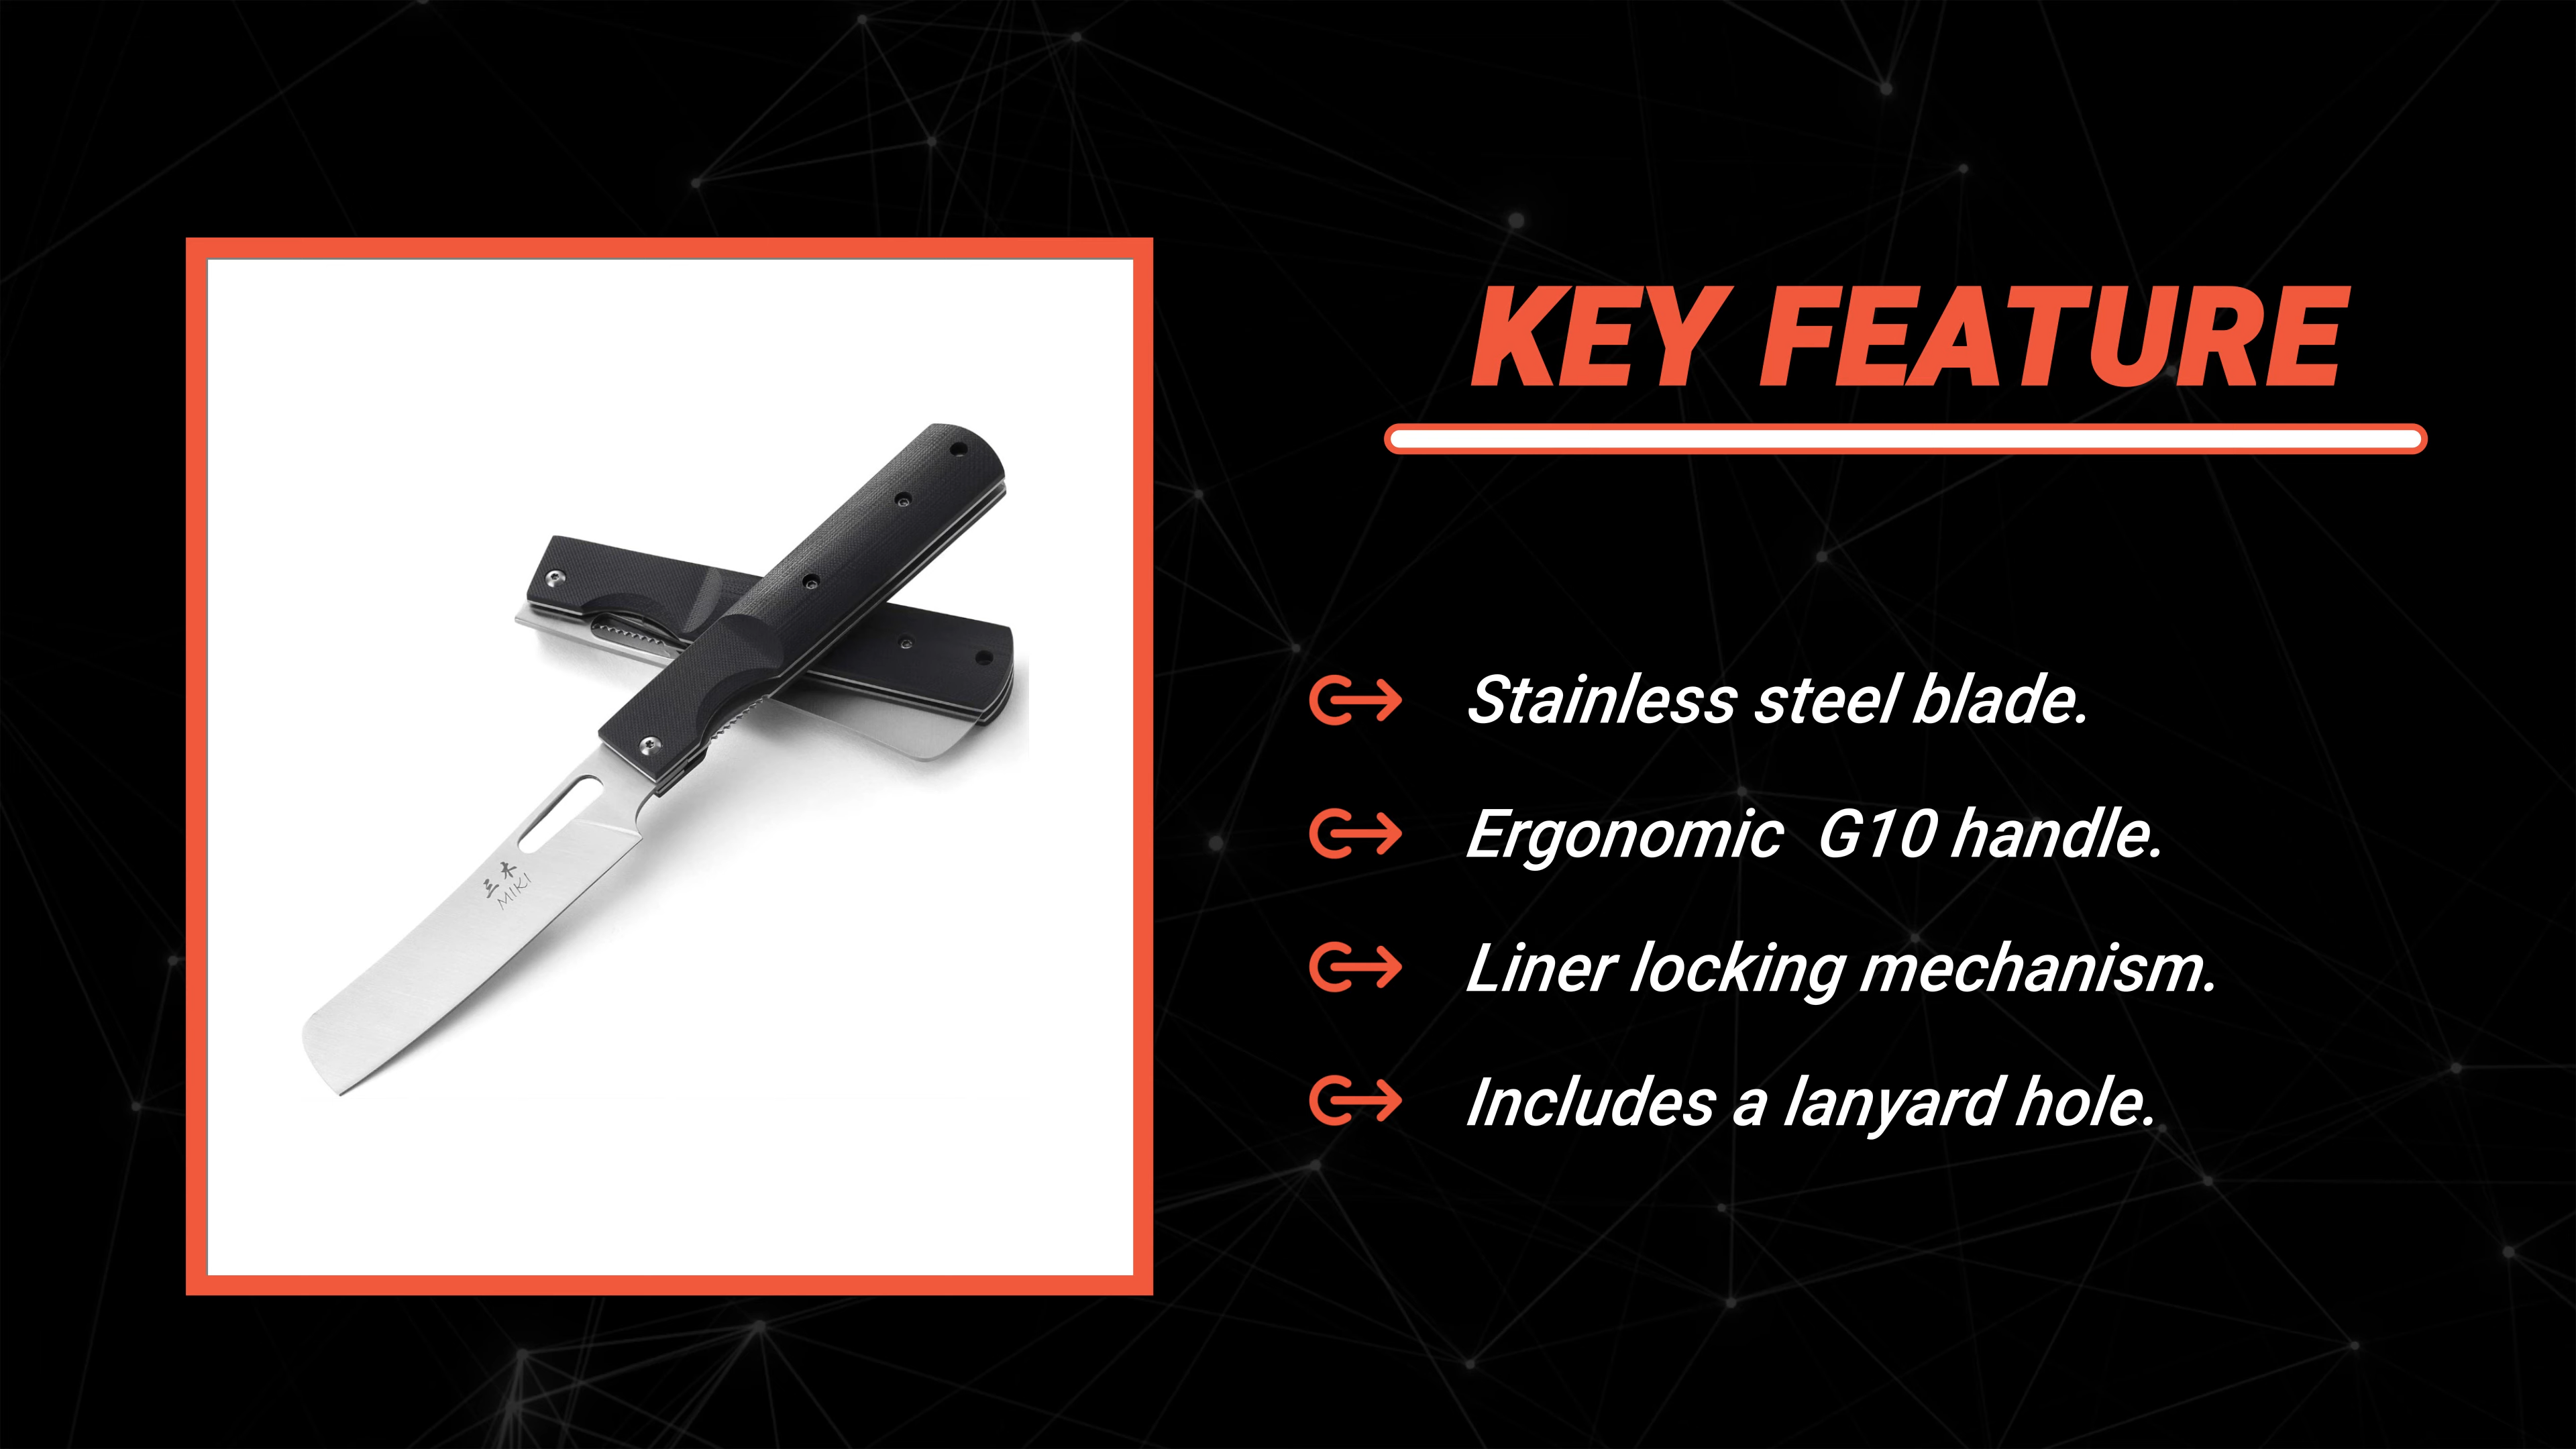 三木
MIKI
KEY FEATURE
Stainless steel blade.
Ergonomic  G10 handle.
Liner locking mechanism.
Includes a lanyard hole.